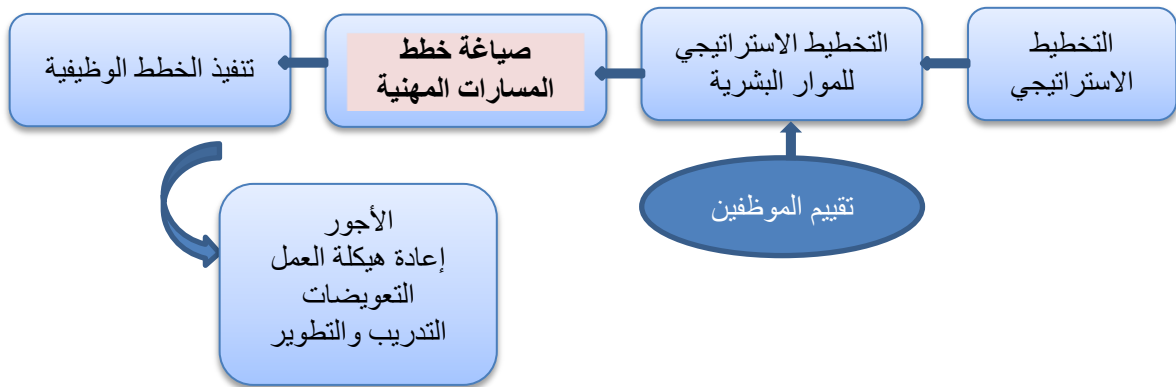 التخطيط
الاستراتيجي
التخطيط الاستراتيجي
للموار البشرية
صياغة خطط
المسارات المهنية
تنفيذ الخطط الوظيفية
تقييم الموظفين
الأجور
إعادة هيكلة العمل
التعويضات
التدريب والتطوير